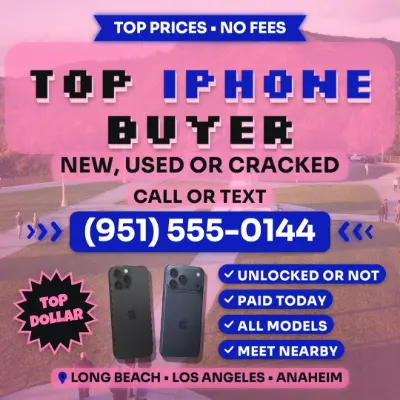 TOP PRICES • NO FEES
TOP IPHONE
BUYER
NEW, USED OR CRACKED
CALL OR TEXT
(951) 555-0144
TOP
DOLLAR
✓ UNLOCKED OR NOT
✓ PAID TODAY
✓ ALL MODELS
✓ MEET NEARBY
LONG BEACH • LOS ANGELES • ANAHEIM